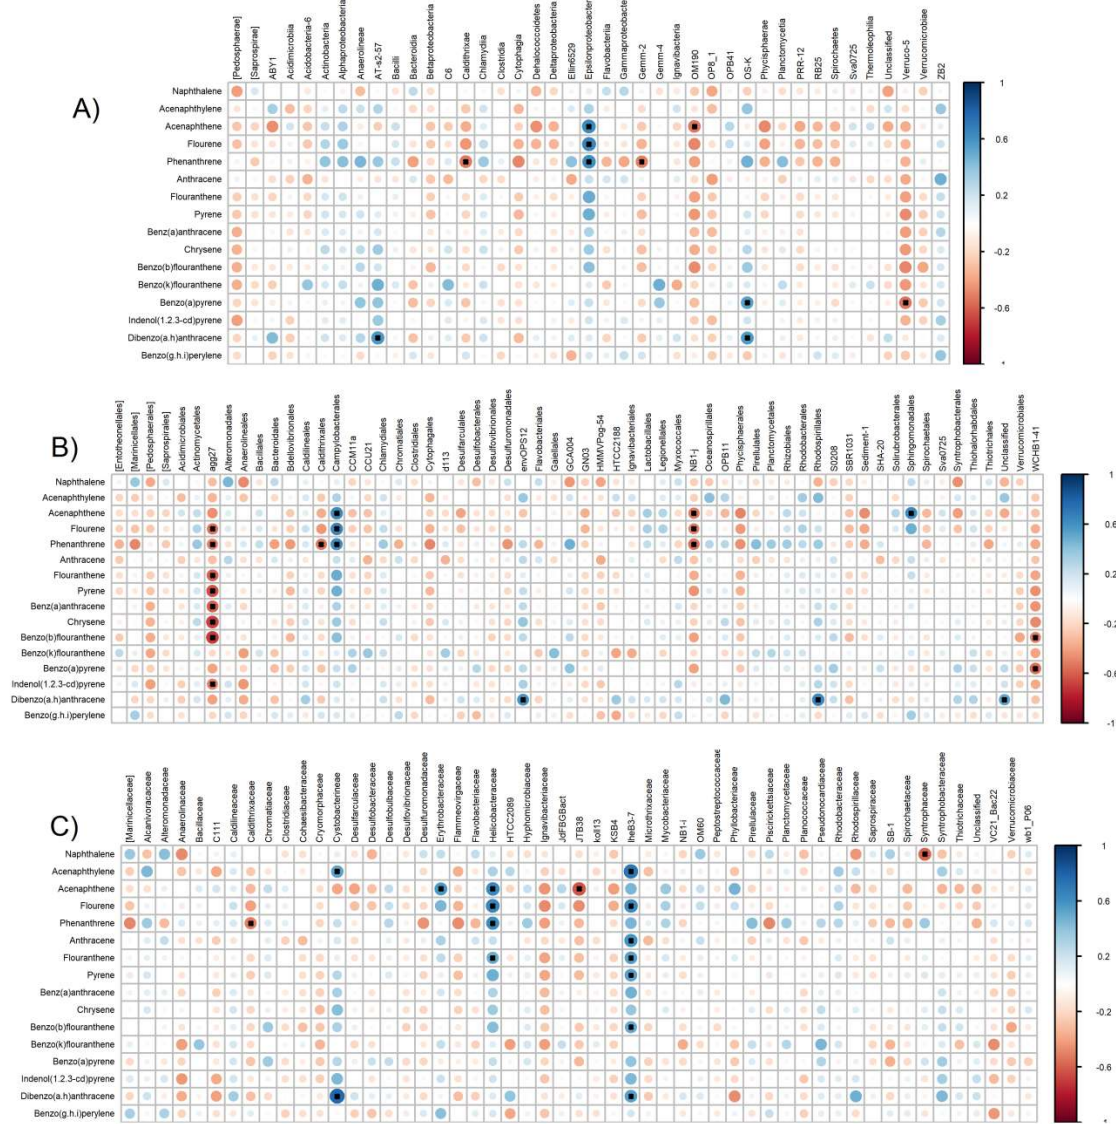 A)
[Pedosphaerae]
[Saprospirae]
ABY1
Acidimicrobiia
Acidobacteria-6
Actinobacteria
Alphaproteobacteria
Anaerolineae
AT-s2-57
Bacilli
Bacteroidia
Betaproteobacteria
C6
Caldithrixae
Chlamydiia
Clostridia
Cytophagia
Dehalococcoidetes
Deltaproteobacteria
Ellin6529
Epsilonproteobacter
Flavobacteriia
Gammaproteobacte
Gemm-2
Gemm-4
Ignavibacteriia
OM190
OP8_1
OPB41
OS-K
Phycisphaerae
Planctomycetia
PRR-12
RB25
Spirochaetes
Sva0725
Thermoleophilia
Unclassified
Verruco-5
Verrucomicrobiae
ZB2
Naphthalene
Acenaphthylene
Acenaphthene
Flourene
Phenanthrene
Anthracene
Flouranthene
Pyrene
Benz(a)anthracene
Chrysene
Benzo(b)flouranthene
Benzo(k)flouranthene
Benzo(a)pyrene
Indenol(1.2.3-cd)pyrene
Dibenzo(a.h)anthracene
Benzo(g.h.i)perylene
1
0.6
0.2
-0.2
-0.6
B)
[Entotheonellales]
[Marinicellales]
[Pedosphaerales]
[Saprospirales]
Acidimicrobiales
Actinomycetales
agg27
Alteromonadales
Anaerolineales
Bacillales
Bacteroidales
Bdellovibrionales
Caldilineales
Caldithrixales
Campylobacterales
CCM11a
CCU21
Chlamydiales
Chromatiales
Clostridiales
Cytophagales
d113
Desulfarculales
Desulfobacterales
Desulfovibrionales
Desulfuromonadales
envOPS12
Flavobacteriales
Gaiellales
GCA004
GN03
HMMVPog-54
HTCC2188
Ignavibacteriales
Lactobacillales
Legionellales
Myxococcales
NB1-j
Oceanospirillales
OPB11
Phycisphaerales
Pirellulales
Planctomycetales
Rhizobiales
Rhodobacterales
Rhodospirillales
S0208
SBR1031
Sediment-1
SHA-20
Solirubrobacterales
Sphingomonadales
Spirochaetales
Sva0725
Syntrophobacterales
Thiohalorhabdales
Thiotrichales
Unclassified
Verrucomicrobiales
WCHB1-41
Naphthalene
Acenaphthylene
Acenaphthene
Flourene
Phenanthrene
Anthracene
Flouranthene
Pyrene
Benz(a)anthracene
Chrysene
Benzo(b)flouranthene
Benzo(k)flouranthene
Benzo(a)pyrene
Indenol(1.2.3-cd)pyrene
Dibenzo(a.h)anthracene
Benzo(g.h.i)perylene
1
0.6
0.2
-0.2
-0.6
-1
C)
[Marinicellaceae]
Alcanivoracaceae
Alteromonadaceae
Anaerolinaceae
Bacillaceae
C111
Caldilineaceae
Caldithrixaceae
Chromatiaceae
Clostridiaceae
Cohaesibacteraceae
Cryomorphaceae
Cystobacterineae
Desulfarculaceae
Desulfobacteraceae
Desulfobulbaceae
Desulfovibrionaceae
Desulfuromonadaceae
Erythrobacteraceae
Flammeovirgaceae
Flavobacteriaceae
Helicobacteraceae
HTCC2089
Hyphomicrobiaceae
Ignavibacteriaceae
JdFBGBact
JTB38
koll13
KSB4
lheB3-7
Microthrixaceae
Mycobacteriaceae
NB1-i
OM60
Peptostreptococcaceae
Phyllobacteriaceae
Pirellulaceae
Piscirickettsiaceae
Planctomycetaceae
Planococcaceae
Pseudonocardiaceae
Rhodobacteraceae
Rhodospirillaceae
Saprospiraceae
SB-1
Spirochaetaceae
Syntrophaceae
Syntrophobacteraceae
Thiotrichaceae
Unclassified
VC21_Bac22
Verrucomicrobiaceae
wb1_P06
Naphthalene
Acenaphthylene
Acenaphthene
Flourene
Phenanthrene
Anthracene
Flouranthene
Pyrene
Benz(a)anthracene
Chrysene
Benzo(b)flouranthene
Benzo(k)flouranthene
Benzo(a)pyrene
Indenol(1.2.3-cd)pyrene
Dibenzo(a.h)anthracene
Benzo(g.h.i)perylene
1
0.6
0.2
-0.2
-0.6